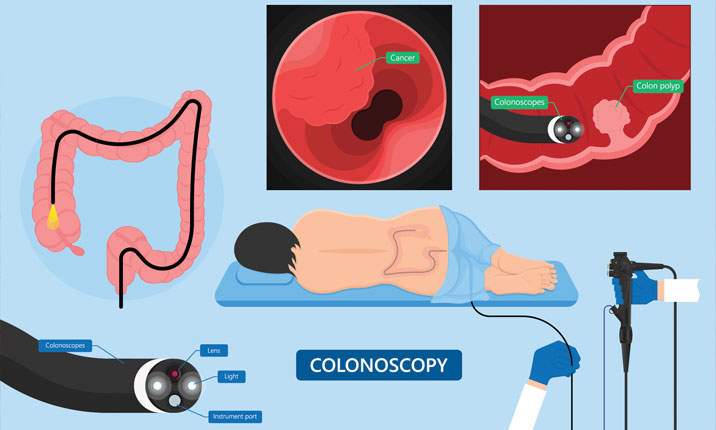 Cancer
Colon polyp
Colonoscopes
Colonoscopes
Lens
Light
Instrument port
COLONOSCOPY